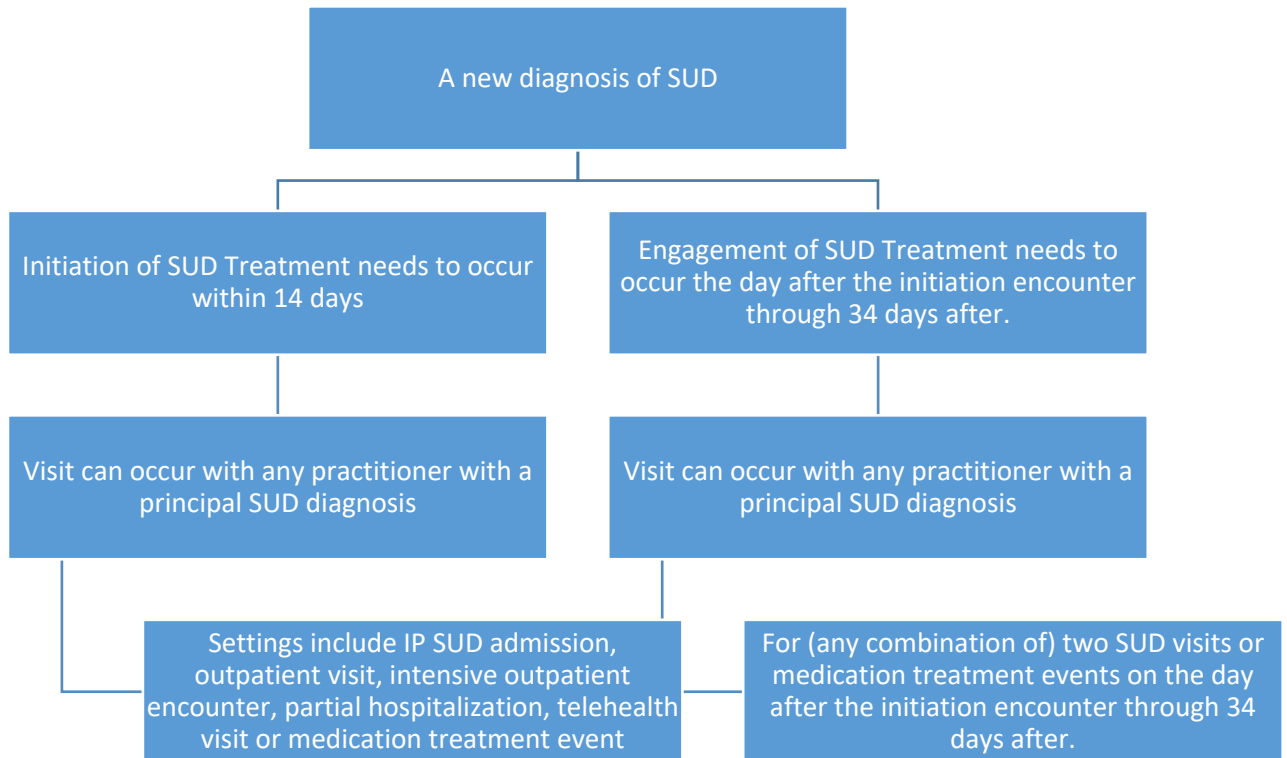 A new diagnosis of SUD
Initiation of SUD Treatment needs to occur
within 14 days
Engagement of SUD Treatment needs to
occur the day after the initiation encounter
through 34 days after.
Visit can occur with any practitioner with a
principal SUD diagnosis
Visit can occur with any practitioner with a
principal SUD diagnosis
Settings include IP SUD admission,
outpatient visit, intensive outpatient
encounter, partial hospitalization, telehealth
visit or medication treatment event
For (any combination of) two SUD visits or
medication treatment events on the day
after the initiation encounter through 34
days after.